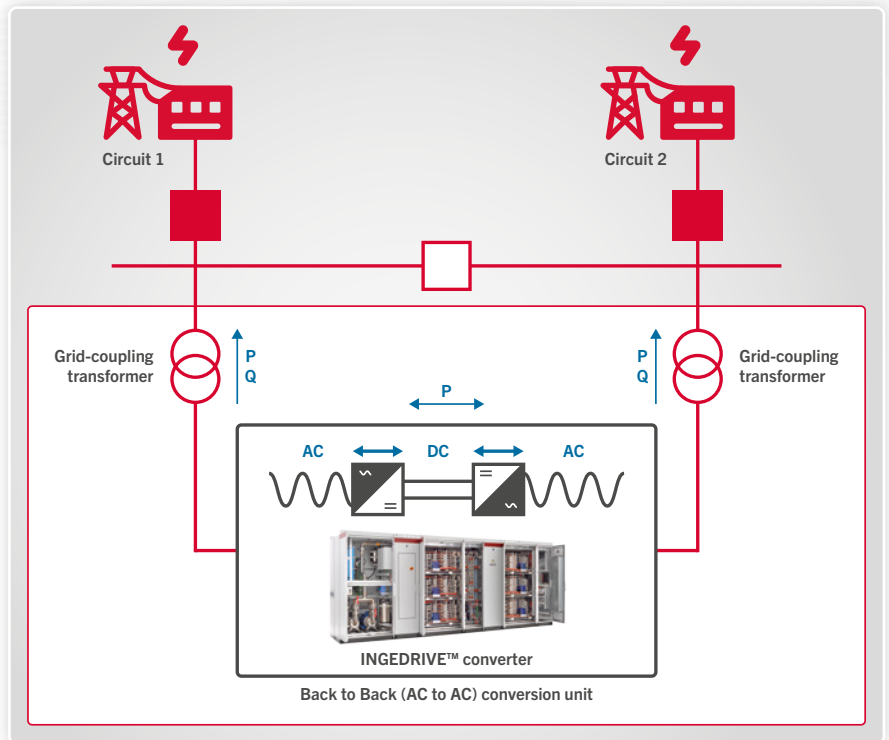 Circuit 1
Circuit 2
Grid-coupling
transformer
P
Q
P
P
Q
Grid-coupling
transformer
AC
DC
AC
INGEDRIVE™ converter
Back to Back (AC to AC) conversion unit